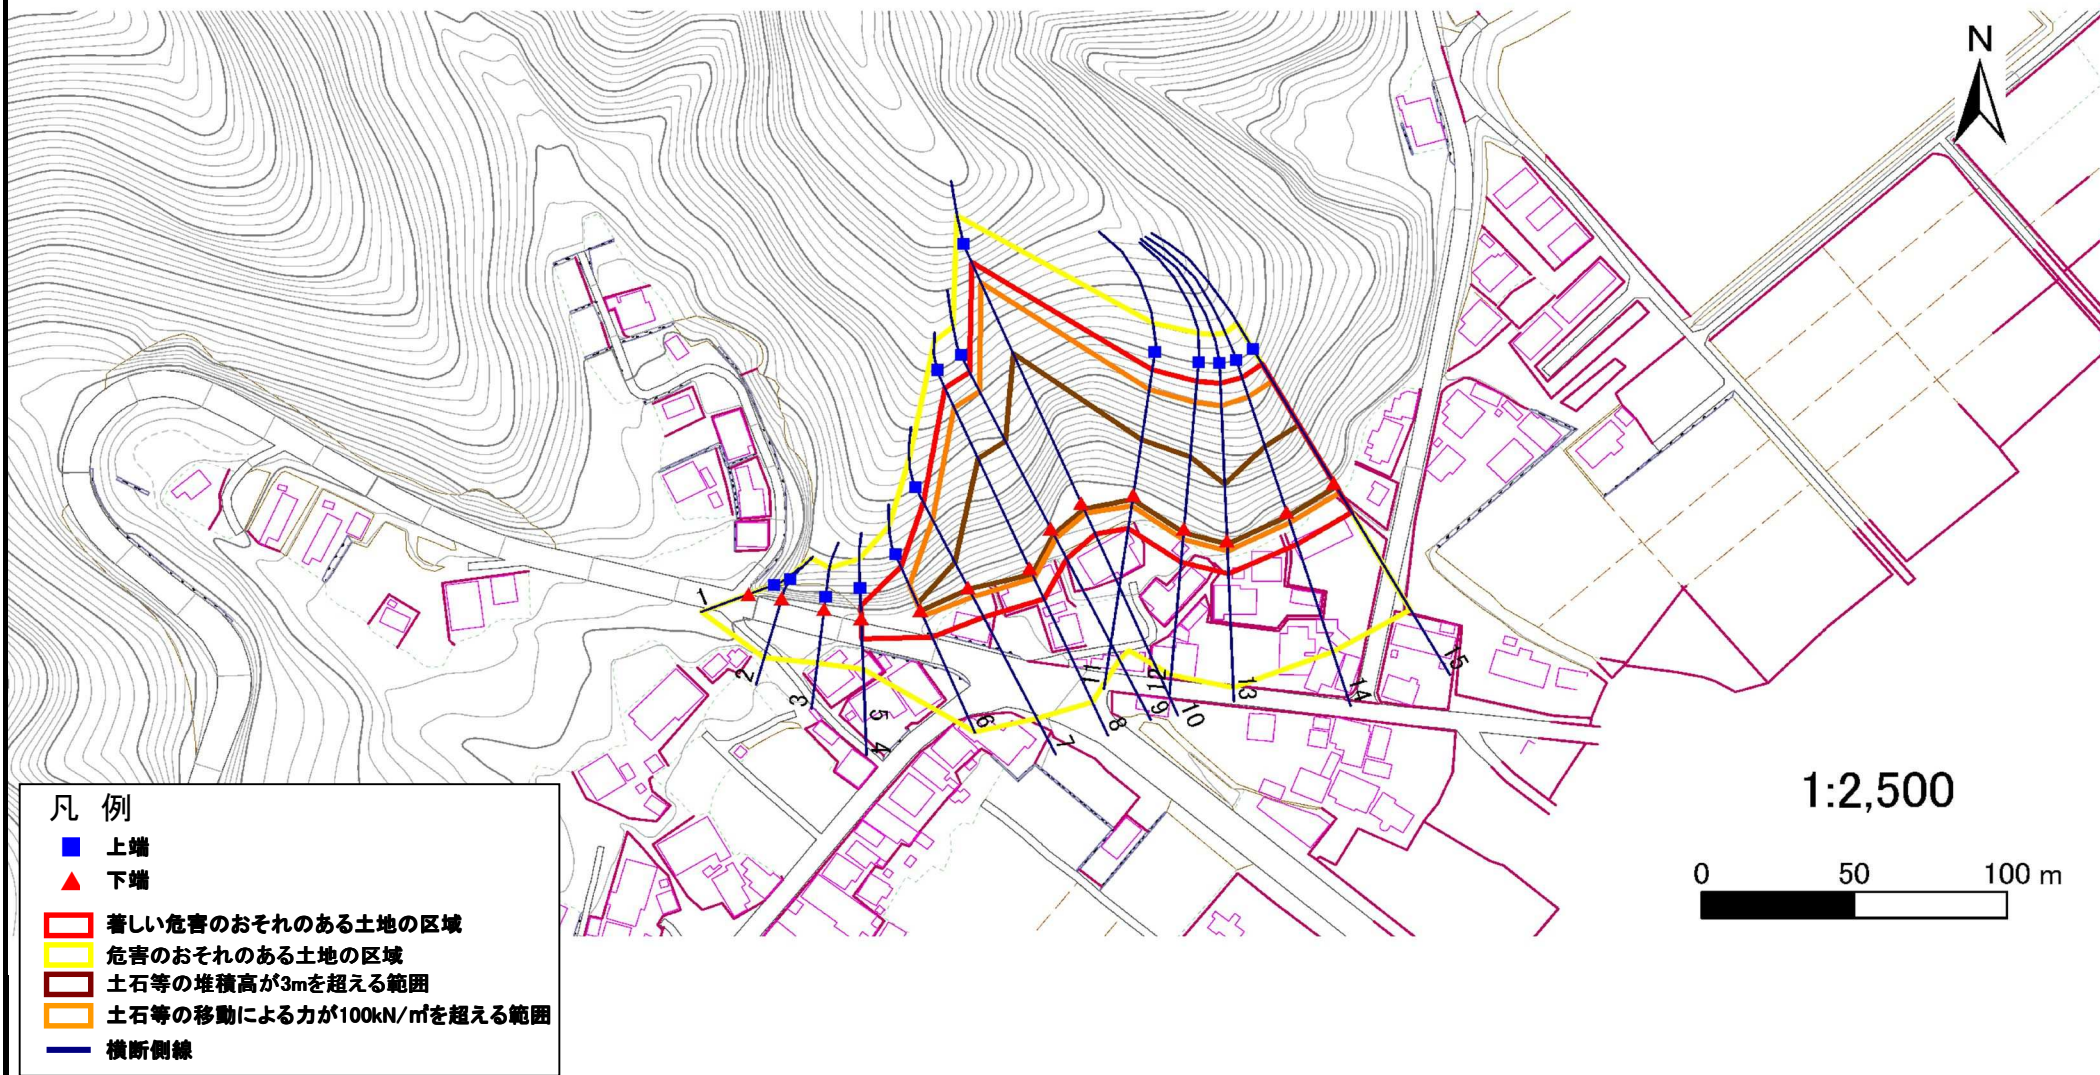 N
1
2
3
5
4
6
7
8
11
12
9
10
13
14
15
1:2,500
0 50 100 m
凡 例
上端
下端
著しい危害のおそれのある土地の区域
危害のおそれのある土地の区域
土石等の堆積高が3mを超える範囲
土石等の移動による力が100kN/㎡を超える範囲
横断側線